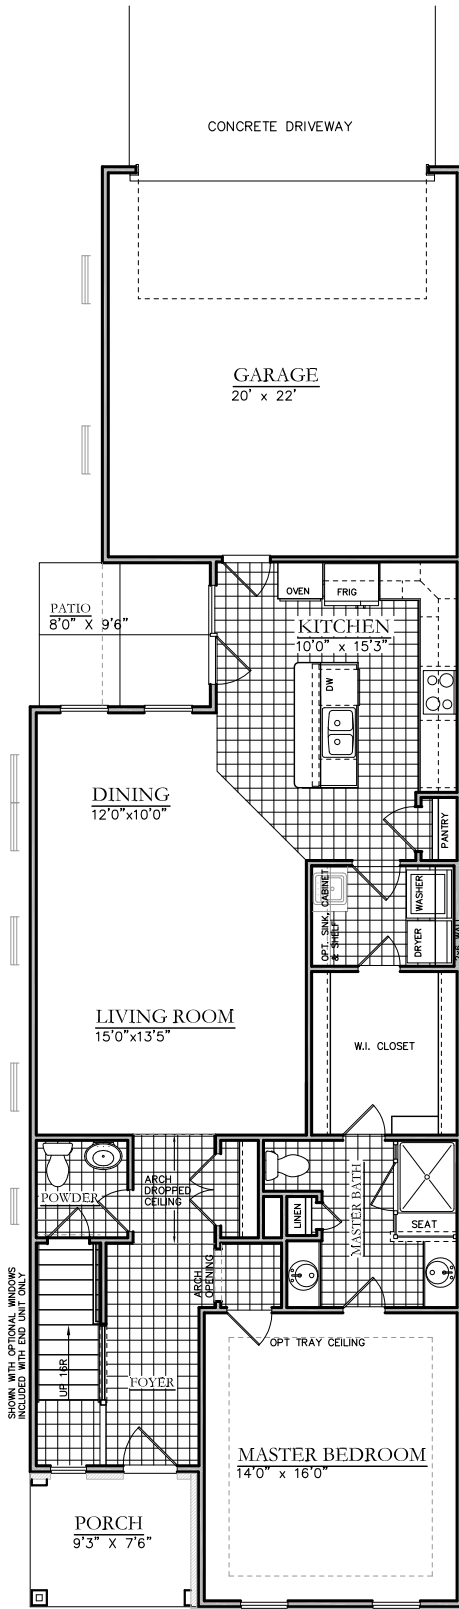 CONCRETE DRIVEWAY
GARAGE
20' x 22'
OVEN
FRIG
PATIO
8'0" X 9'6"
KITCHEN
10'0" x 15'3"
DW
DINING
12'0"x10'0"
PANTRY
OPT. SINK, CABINET
& SHELF
WASHER
DRYER
2x6 WALL
LIVING ROOM
15'0"x13'5"
W.I. CLOSET
POWDER
ARCH
DROPPED
CEILING
MASTER BATH
LINEN
SEAT
ARCH
OPENING
SHOWN WITH OPTIONAL WINDOWS
INCLUDED WITH END UNIT ONLY
UP 16R
FOYER
OPT TRAY CEILING
MASTER BEDROOM
14'0" x 16'0"
PORCH
9'3" X 7'6"